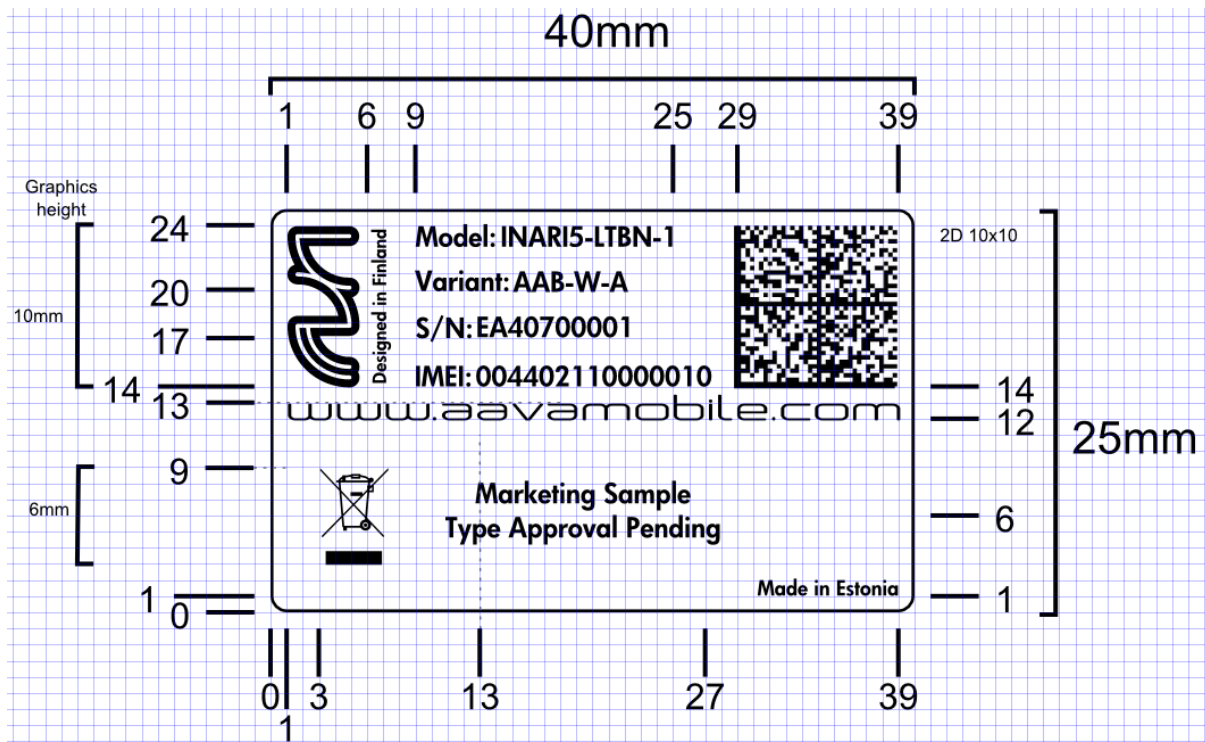 40mm
1 6 9 25 29 39
Graphics
height
24
20
17
14
13
9
1
0
10mm
6mm
Designed in Finland
Model: INARI5-LTBN-1
Variant: AAB-W-A
S/N: EA40700001
IMEI: 004402110000010
www.aavamobile.com
Marketing Sample
Type Approval Pending
Made in Estonia
2D 10x10
14
12
6
1
25mm
0 3 13 27 39
1